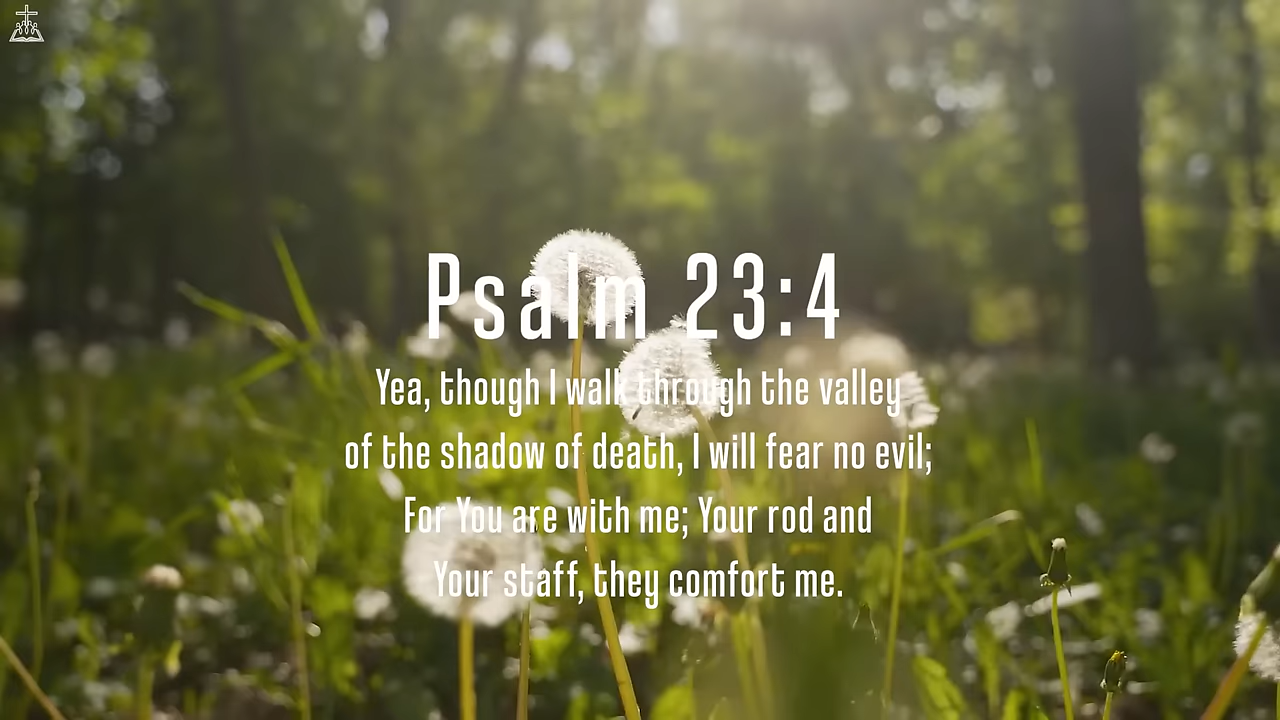 Psalm 23:4
Yea, though I walk through the valley
of the shadow of death, I will fear no evil;
For You are with me; Your rod and
Your staff, they comfort me.